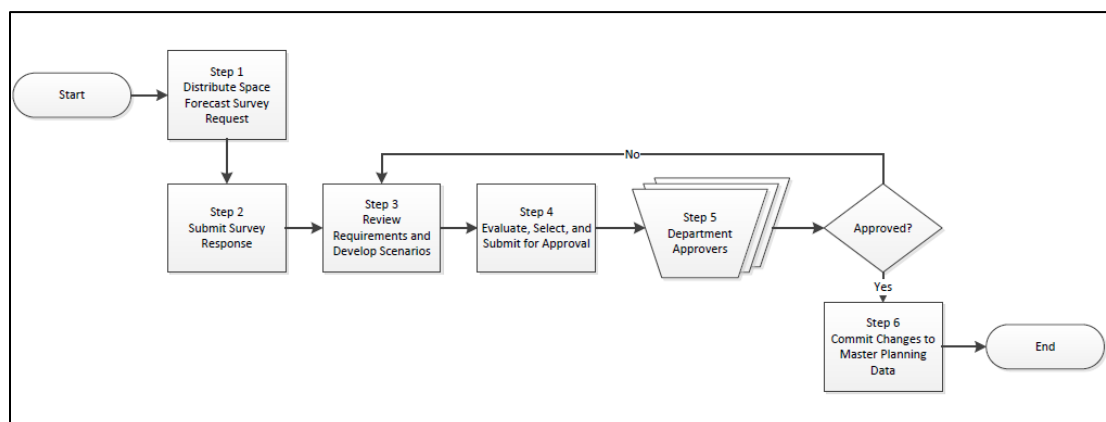 Start
Step 1
Distribute Space
Forecast Survey
Request
No
Step 2
Submit Survey
Response
Step 3
Review
Requirements and
Develop Scenarios
Step 4
Evaluate, Select, and
Submit for Approval
Step 5
Department
Approvers
Approved?
Yes
Step 6
Commit Changes to
Master Planning
Data
End